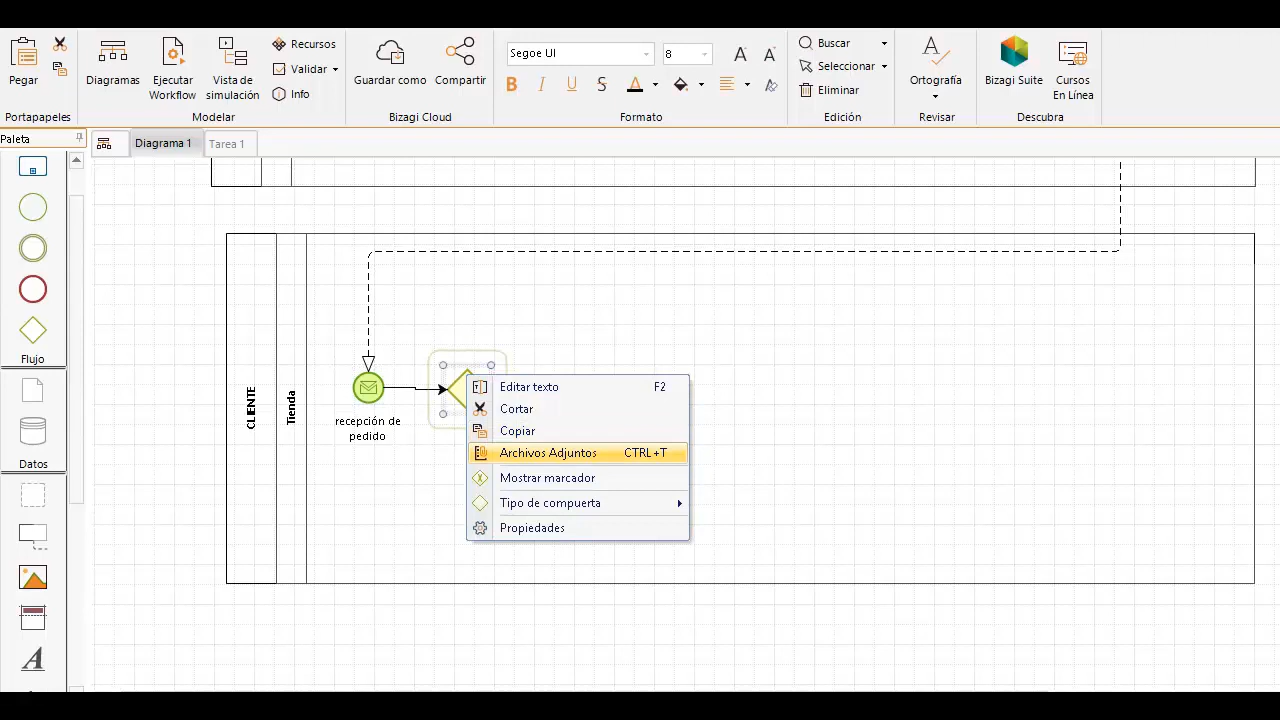 Pegar
Portapapeles
Diagramas
Ejecutar
Workflow
Vista de
simulación
Recursos
Validar
Info
Modelar
Guardar como
Compartir
Bizagi Cloud
Segoe UI
8
A
A
B
I
U
S
A
Formato
Buscar
Seleccionar
Eliminar
Edición
A
Ortografía
Revisar
Bizagi Suite
Cursos
En Línea
Descubra
Paleta
Diagrama 1
Tarea 1
Flujo
Datos
A
CLIENTE
Tienda
recepción de
pedido
Editar texto F2
Cortar
Copiar
Archivos Adjuntos CTRL+T
Mostrar marcador
Tipo de compuerta
Propiedades